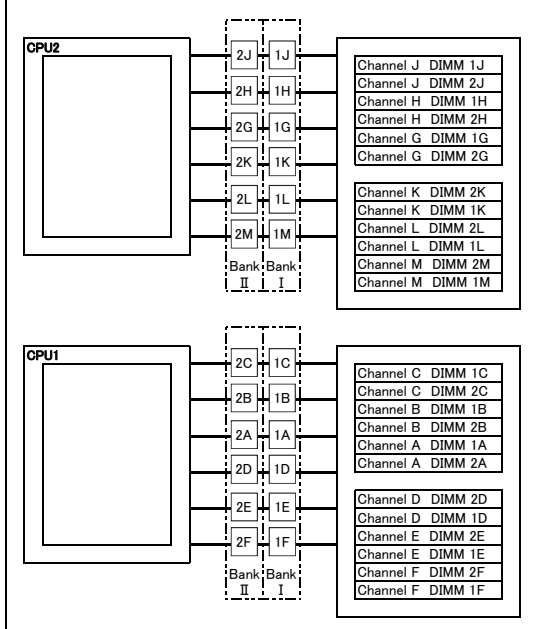 CPU2
2J 1J
2H 1H
2G 1G
2K 1K
2L 1L
2M 1M
Bank Bank
Ⅱ Ⅰ
Channel J DIMM 1J
Channel J DIMM 2J
Channel H DIMM 1H
Channel H DIMM 2H
Channel G DIMM 1G
Channel G DIMM 2G
Channel K DIMM 2K
Channel K DIMM 1K
Channel L DIMM 2L
Channel L DIMM 1L
Channel M DIMM 2M
Channel M DIMM 1M
CPU1
2C 1C
2B 1B
2A 1A
2D 1D
2E 1E
2F 1F
Bank Bank
Ⅱ Ⅰ
Channel C DIMM 1C
Channel C DIMM 2C
Channel B DIMM 1B
Channel B DIMM 2B
Channel A DIMM 1A
Channel A DIMM 2A
Channel D DIMM 2D
Channel D DIMM 1D
Channel E DIMM 2E
Channel E DIMM 1E
Channel F DIMM 2F
Channel F DIMM 1F